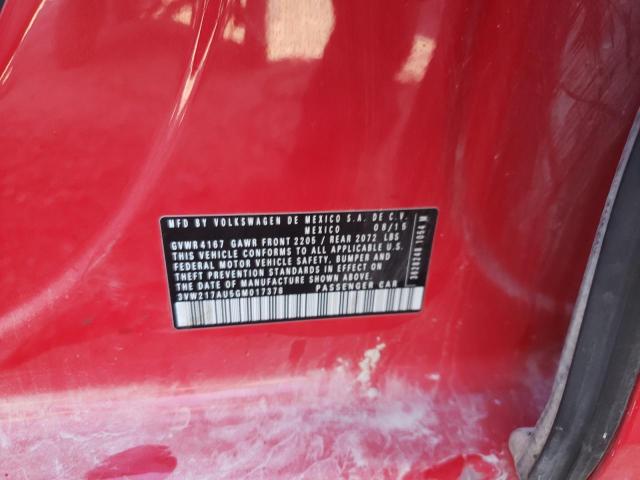 MFD BY VOLKSWAGEN DE MEXICO S.A. DE C.V.
MEXICO 08/15
GVWR 4167 GAWR FRONT 2205 / REAR 2072 LBS
THIS VEHICLE CONFORMS TO ALL APPLICABLE U.S.
FEDERAL MOTOR VEHICLE SAFETY, BUMPER AND
THEFT PREVENTION STANDARDS IN EFFECT ON
THE DATE OF MANUFACTURE SHOWN ABOVE.
3VW217AU5GM017378 PASSENGER CAR